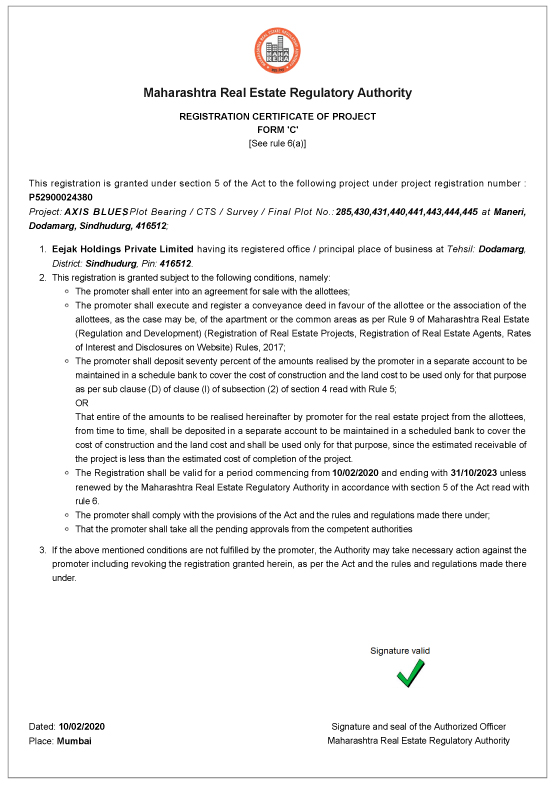 MAHA
RERA
Maharashtra Real Estate Regulatory Authority
REGISTRATION CERTIFICATE OF PROJECT
FORM 'C'
[See rule 6(a)]
This registration is granted under section 5 of the Act to the following project under project registration number :
P52900024380
Project: AXIS BLUES Plot Bearing / CTS / Survey / Final Plot No.: 285,430,431,440,441,443,444,445 at Maneri,
Dodamarg, Sindhudurg, 416512;
1. Eejak Holdings Private Limited having its registered office / principal place of business at Tehsil: Dodamarg,
District: Sindhudurg, Pin: 416512.
2. This registration is granted subject to the following conditions, namely:
The promoter shall enter into an agreement for sale with the allottees;
The promoter shall execute and register a conveyance deed in favour of the allottee or the association of the
allottees, as the case may be, of the apartment or the common areas as per Rule 9 of Maharashtra Real Estate
(Regulation and Development) (Registration of Real Estate Projects, Registration of Real Estate Agents, Rates
of Interest and Disclosures on Website) Rules, 2017;
The promoter shall deposit seventy percent of the amounts realised by the promoter in a separate account to be
maintained in a schedule bank to cover the cost of construction and the land cost to be used only for that purpose
as per sub clause (D) of clause (l) of subsection (2) of section 4 read with Rule 5;
OR
That entire of the amounts to be realised hereinafter by promoter for the real estate project from the allottees,
from time to time, shall be deposited in a separate account to be maintained in a scheduled bank to cover the
cost of construction and the land cost and shall be used only for that purpose, since the estimated receivable of
the project is less than the estimated cost of completion of the project.
The Registration shall be valid for a period commencing from 10/02/2020 and ending with 31/10/2023 unless
renewed by the Maharashtra Real Estate Regulatory Authority in accordance with section 5 of the Act read with
rule 6.
The promoter shall comply with the provisions of the Act and the rules and regulations made there under;
That the promoter shall take all the pending approvals from the competent authorities
3. If the above mentioned conditions are not fulfilled by the promoter, the Authority may take necessary action against the
promoter including revoking the registration granted herein, as per the Act and the rules and regulations made there
under.
Signature valid
Dated: 10/02/2020
Place: Mumbai
Signature and seal of the Authorized Officer
Maharashtra Real Estate Regulatory Authority